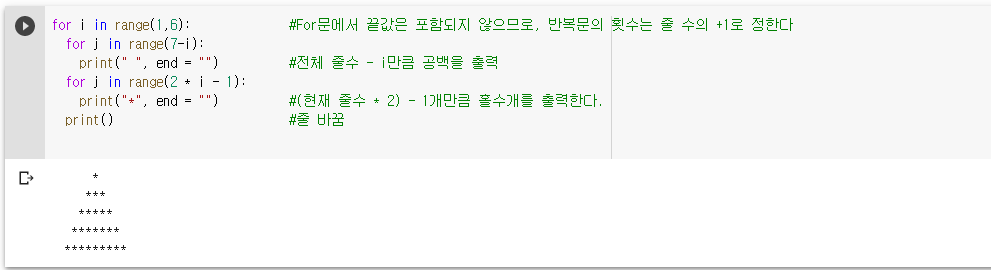 for i in range(1,6):              #For문에서 끝값은 포함되지 않으므로, 반복문의 횟수는 줄 수의 +1로 정한다
  for j in range(7-i):
    print(" ", end = "")          #전체 줄수 - i만큼 공백을 출력
  for j in range(2 * i - 1):
    print("*", end = "")          #(현재 줄수 * 2) - 1개만큼 홀수개를 출력한다.
  print()                         #줄 바꿈
      *
     ***
    *****
   *******
  *********